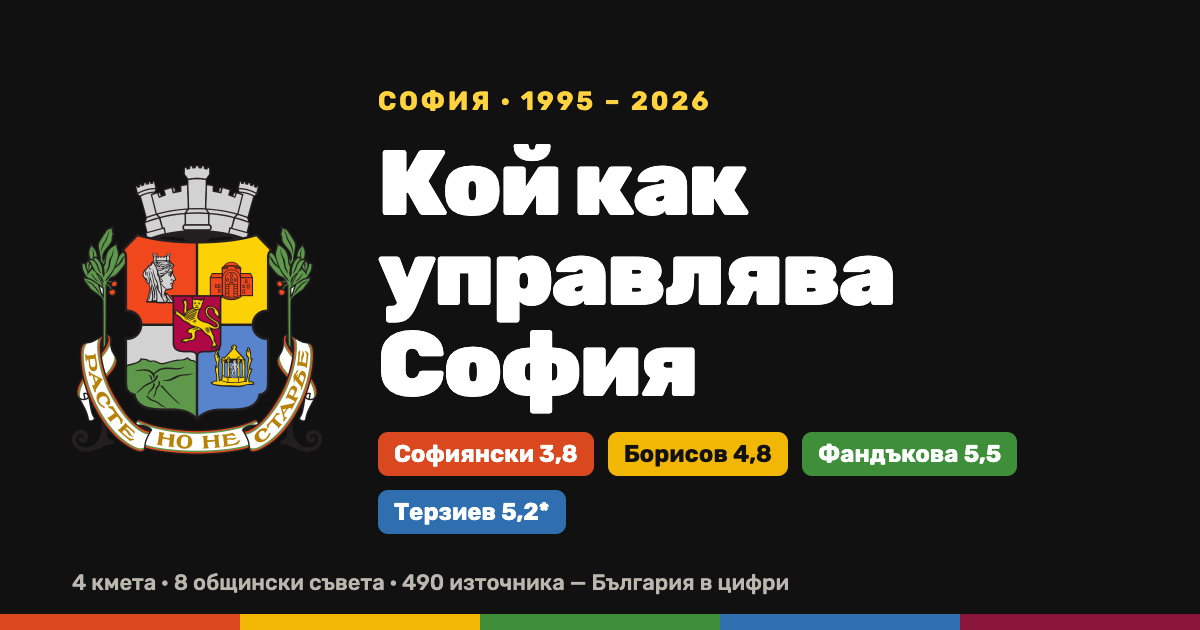 СОФИЯ · 1995 – 2026
Кой как
управлява
София
Софиянски 3,8
Борисов 4,8
Фандъкова 5,5
Терзиев 5,2*
РАСТЕ НО НЕ СТАРѢЕ
4 кмета · 8 общински съвета · 490 източника — България в цифри